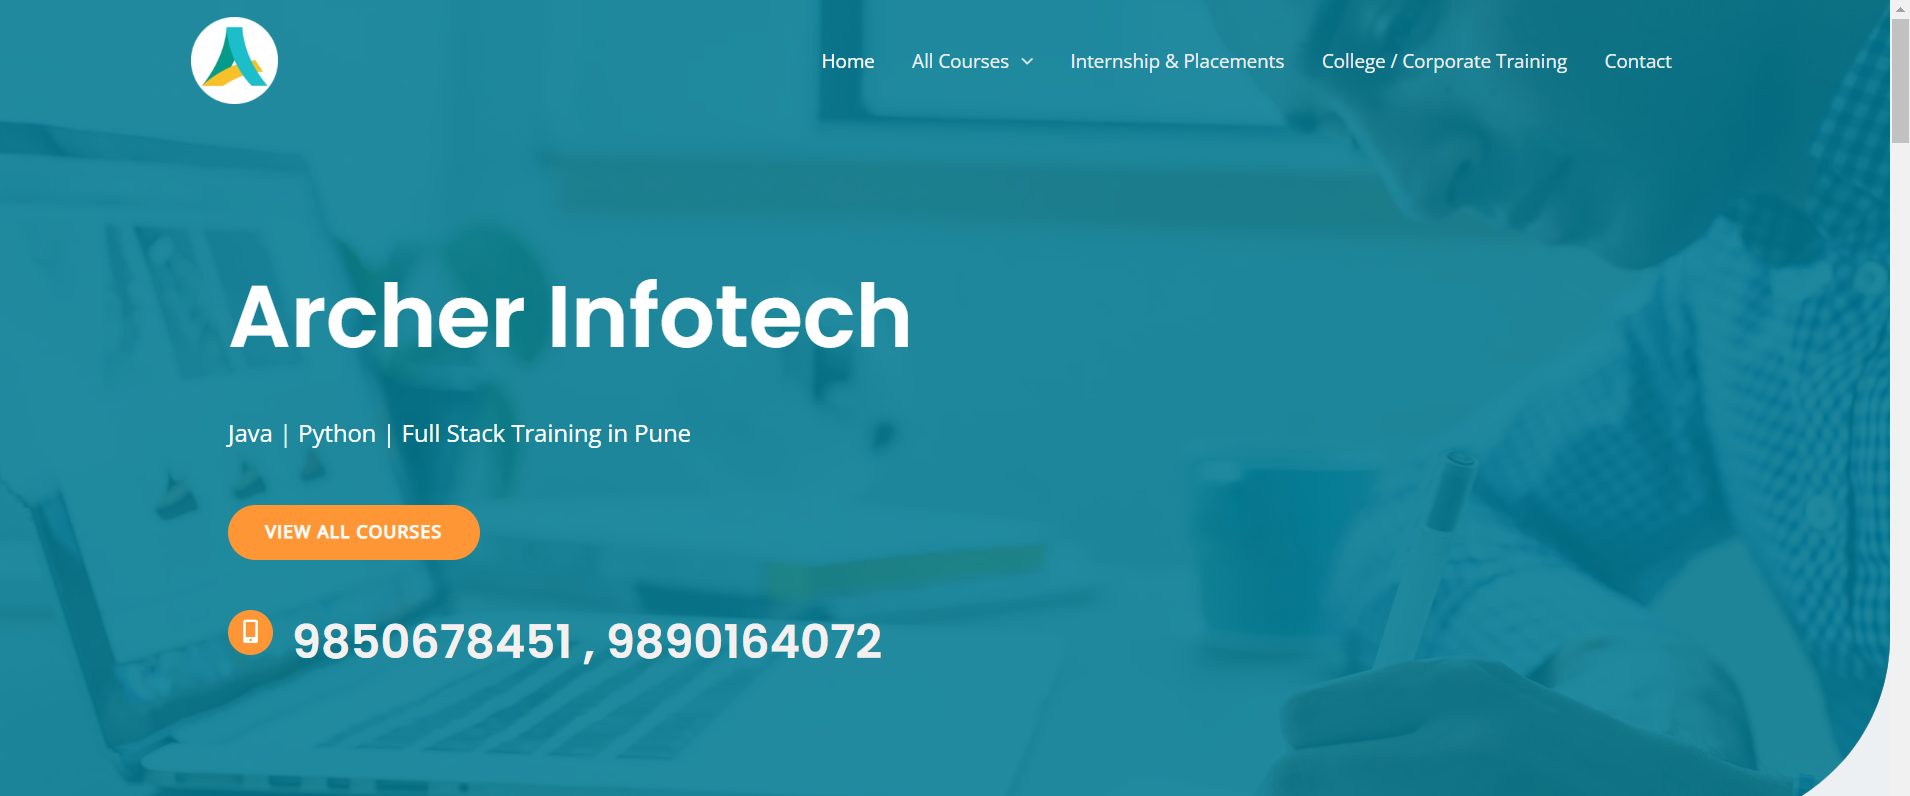 Home All Courses Internship & Placements College / Corporate Training Contact
Archer Infotech
Java | Python | Full Stack Training in Pune
VIEW ALL COURSES
9850678451 , 9890164072